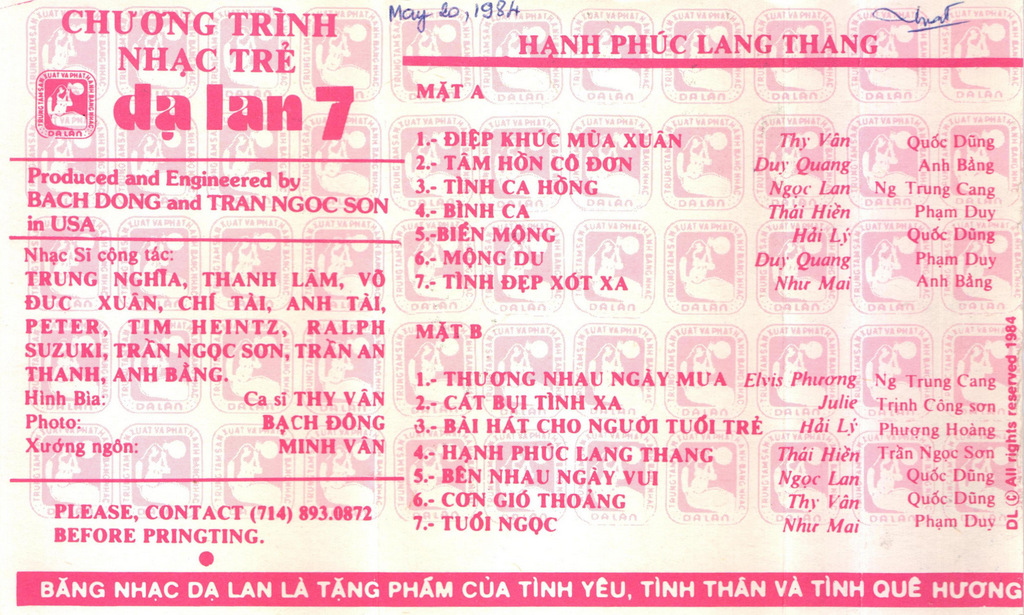 May 20, 1984
CHƯƠNG TRÌNH
NHẠC TRẺ
dạ lan 7
Produced and Engineered by
BACH DONG and TRAN NGOC SON
in USA
Nhạc Sĩ cộng tác:
TRUNG NGHĨA, THANH LÂM, VÕ
ĐUC XUÂN, CHÍ TÀI, ANH TÀI,
PETER, TIM HEINTZ, RALPH
SUZUKI, TRẦN NGỌC SƠN, TRẦN AN
THANH, ANH BẰNG.
Hình Bìa: Ca sĩ THY VÂN
Photo: BẠCH ĐÔNG
Xướng ngôn: MINH VÂN
PLEASE, CONTACT (714) 893.0872
BEFORE PRINGTING.
HẠNH PHÚC LANG THANG
MẶT A
1.- ĐIỆP KHÚC MÙA XUÂN Thy Vân Quốc Dũng
2.- TÂM HỒN CÔ ĐƠN Duy Quang Anh Bằng
3.- TÌNH CA HỒNG Ngọc Lan Ng Trung Cang
4.- BÌNH CA Thái Hiền Phạm Duy
5.-BIỂN MỘNG Hải Lý Quốc Dũng
6.- MỘNG DU Duy Quang Phạm Duy
7.- TÌNH ĐẸP XÓT XA Như Mai Anh Bằng
MẶT B
1.- THƯƠNG NHAU NGÀY MƯA Elvis Phương Ng Trung Cang
2.- CÁT BỤI TÌNH XA Julie Trịnh Công sơn
3.- BÀI HÁT CHO NGƯỜI TUỔI TRẺ Hải Lý Phượng Hoàng
4.- HẠNH PHÚC LANG THANG Thái Hiền Trần Ngọc Sơn
5.- BÊN NHAU NGÀY VUI Ngọc Lan Quốc Dũng
6.- CƠN GIÓ THOẢNG Thy Vân Quốc Dũng
7.- TUỔI NGỌC Như Mai Phạm Duy
DL © All rights reserved 1984
BĂNG NHẠC DẠ LAN LÀ TẶNG PHẨM CỦA TÌNH YÊU, TÌNH THÂN VÀ TÌNH QUÊ HƯƠNG